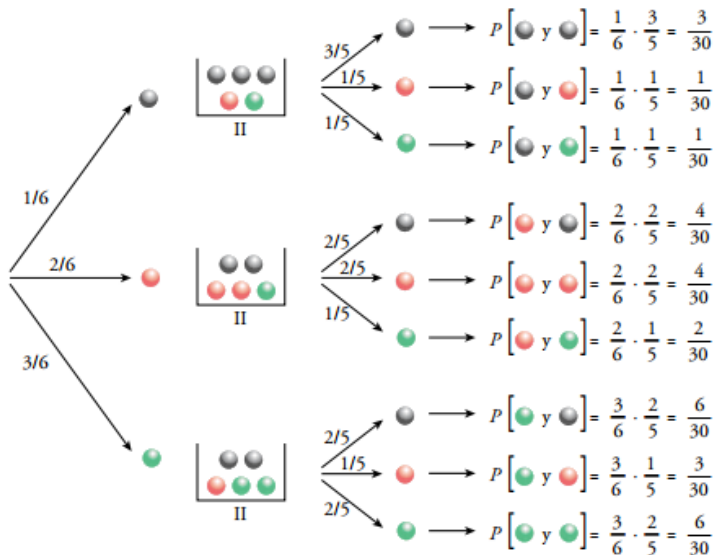 3/5
P [ y ] = 1/6 · 3/5 = 3/30
1/5
P [ y ] = 1/6 · 1/5 = 1/30
II
1/5
P [ y ] = 1/6 · 1/5 = 1/30
1/6
2/5
P [ y ] = 2/6 · 2/5 = 4/30
2/6
2/5
P [ y ] = 2/6 · 2/5 = 4/30
II
1/5
P [ y ] = 2/6 · 1/5 = 2/30
3/6
2/5
P [ y ] = 3/6 · 2/5 = 6/30
1/5
P [ y ] = 3/6 · 1/5 = 3/30
II
2/5
P [ y ] = 3/6 · 2/5 = 6/30